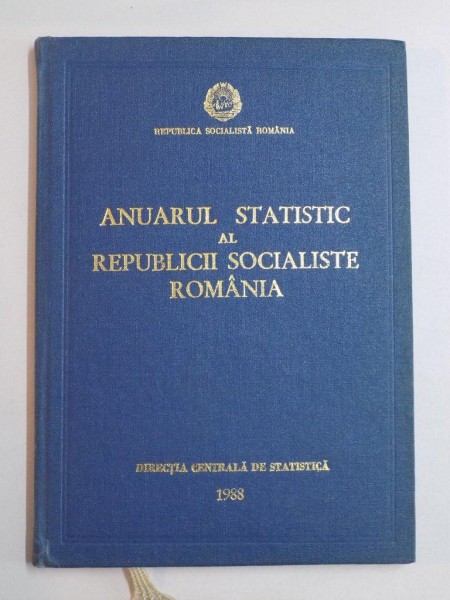 REPUBLICA SOCIALISTĂ ROMÂNIA
ANUARUL STATISTIC
AL
REPUBLICII SOCIALISTE
ROMÂNIA
DIRECȚIA CENTRALĂ DE STATISTICĂ
1988